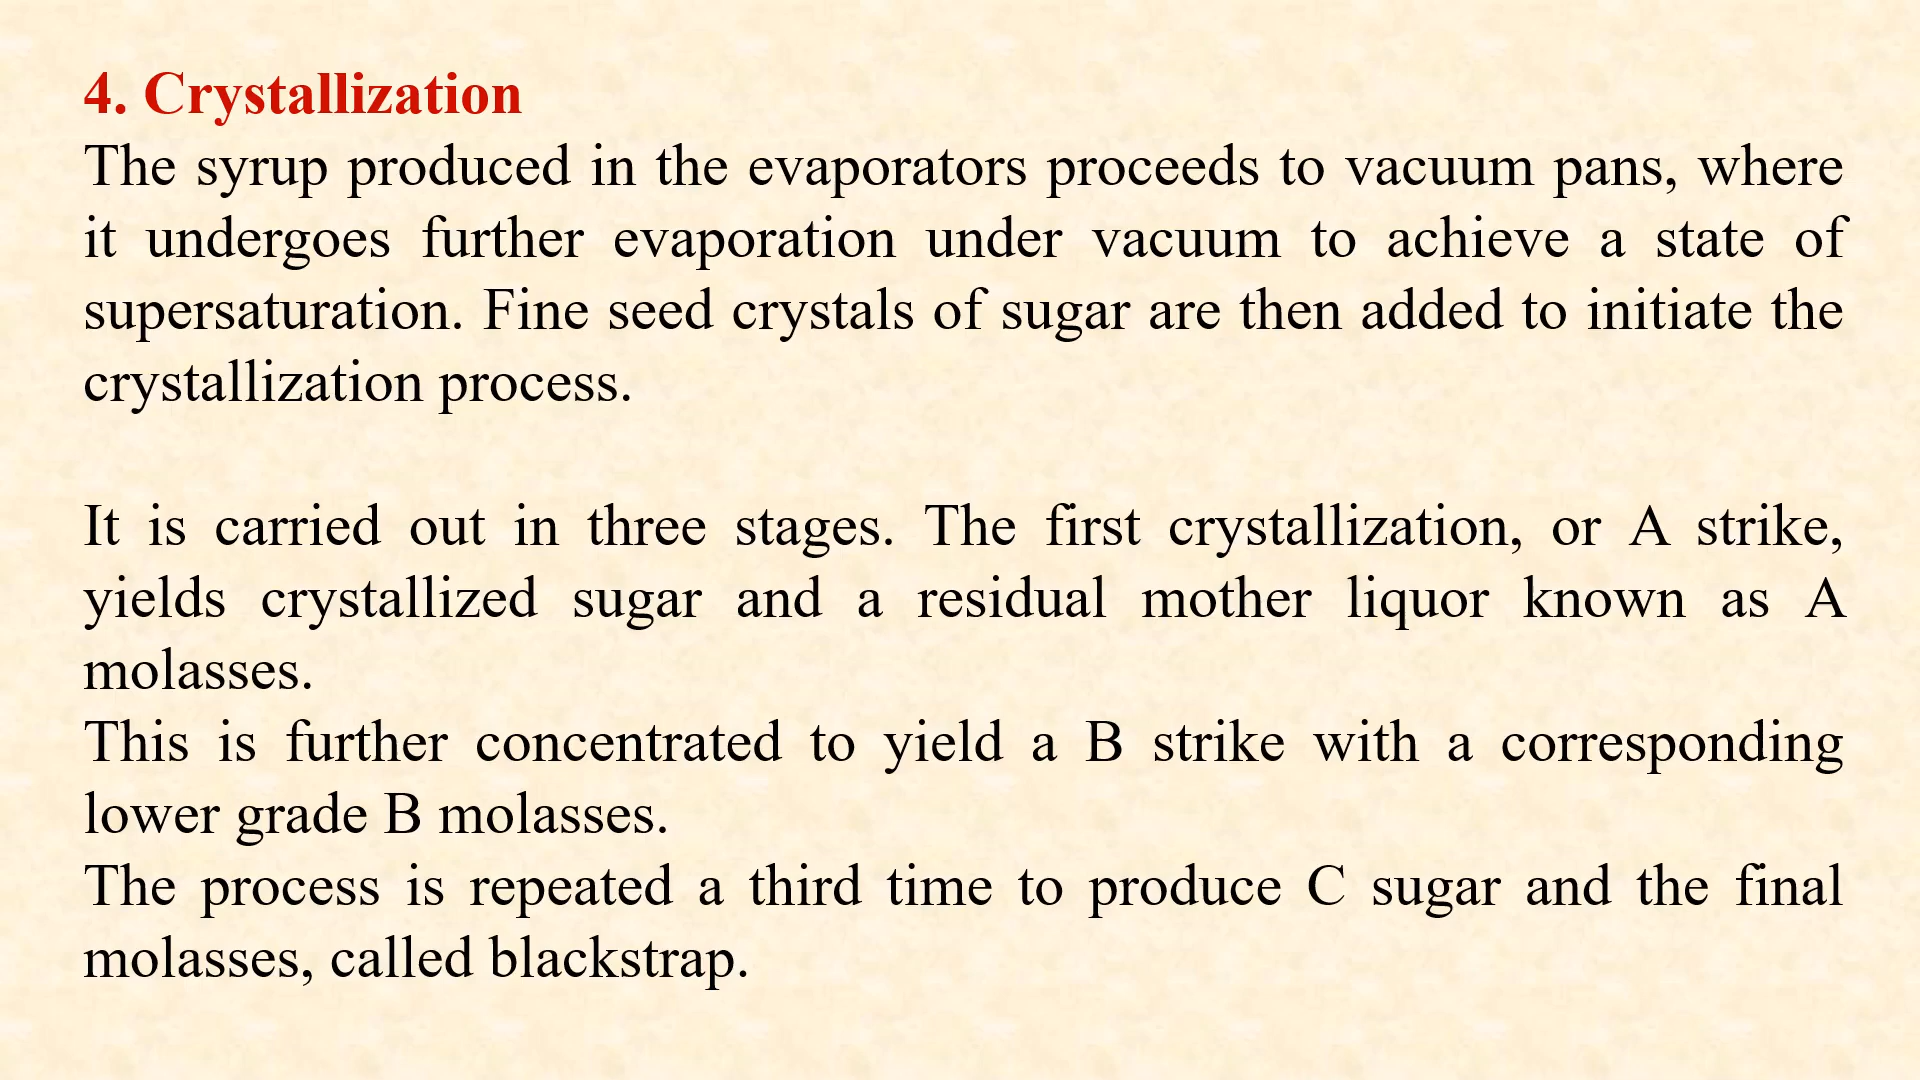 4. Crystallization
The syrup produced in the evaporators proceeds to vacuum pans, where
it undergoes further evaporation under vacuum to achieve a state of
supersaturation. Fine seed crystals of sugar are then added to initiate the
crystallization process.
It is carried out in three stages. The first crystallization, or A strike,
yields crystallized sugar and a residual mother liquor known as A
molasses.
This is further concentrated to yield a B strike with a corresponding
lower grade B molasses.
The process is repeated a third time to produce C sugar and the final
molasses, called blackstrap.